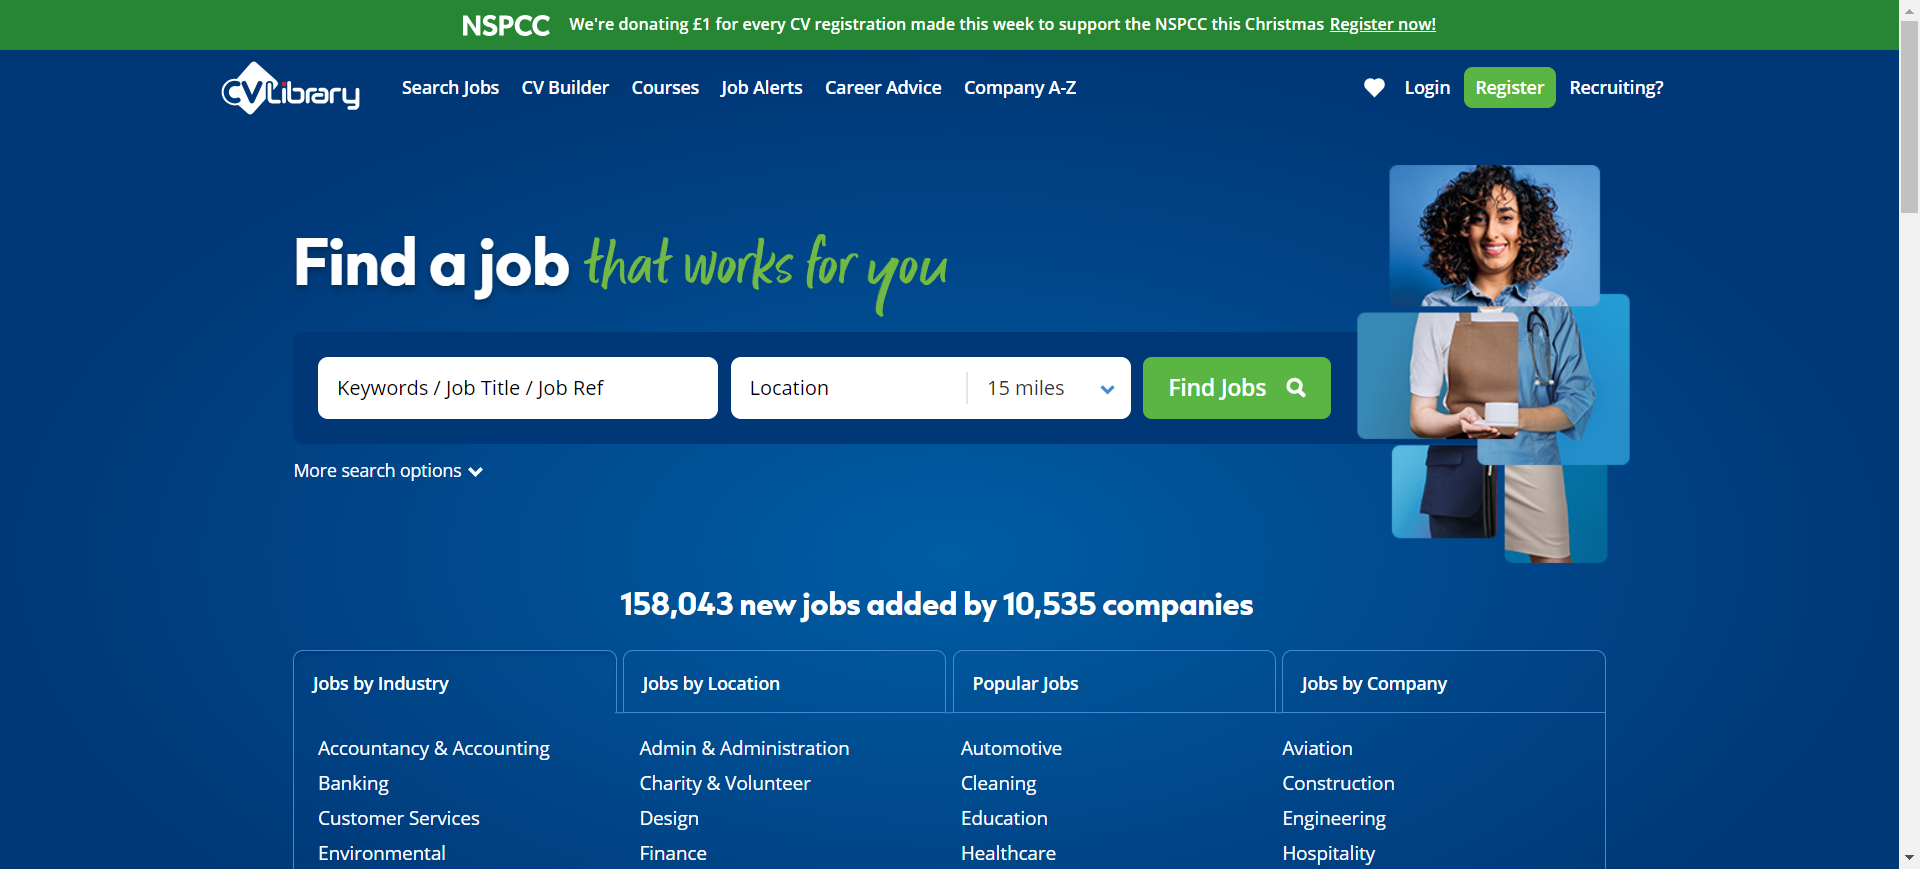 NSPCC We're donating £1 for every CV registration made this week to support the NSPCC this Christmas Register now!
CVLibrary Search Jobs CV Builder Courses Job Alerts Career Advice Company A-Z Login Register Recruiting?
Find a job that works for you
Keywords / Job Title / Job Ref Location 15 miles Find Jobs
More search options
158,043 new jobs added by 10,535 companies
Jobs by Industry Jobs by Location Popular Jobs Jobs by Company
Accountancy & Accounting Admin & Administration Automotive Aviation
Banking Charity & Volunteer Cleaning Construction
Customer Services Design Education Engineering
Environmental Finance Healthcare Hospitality